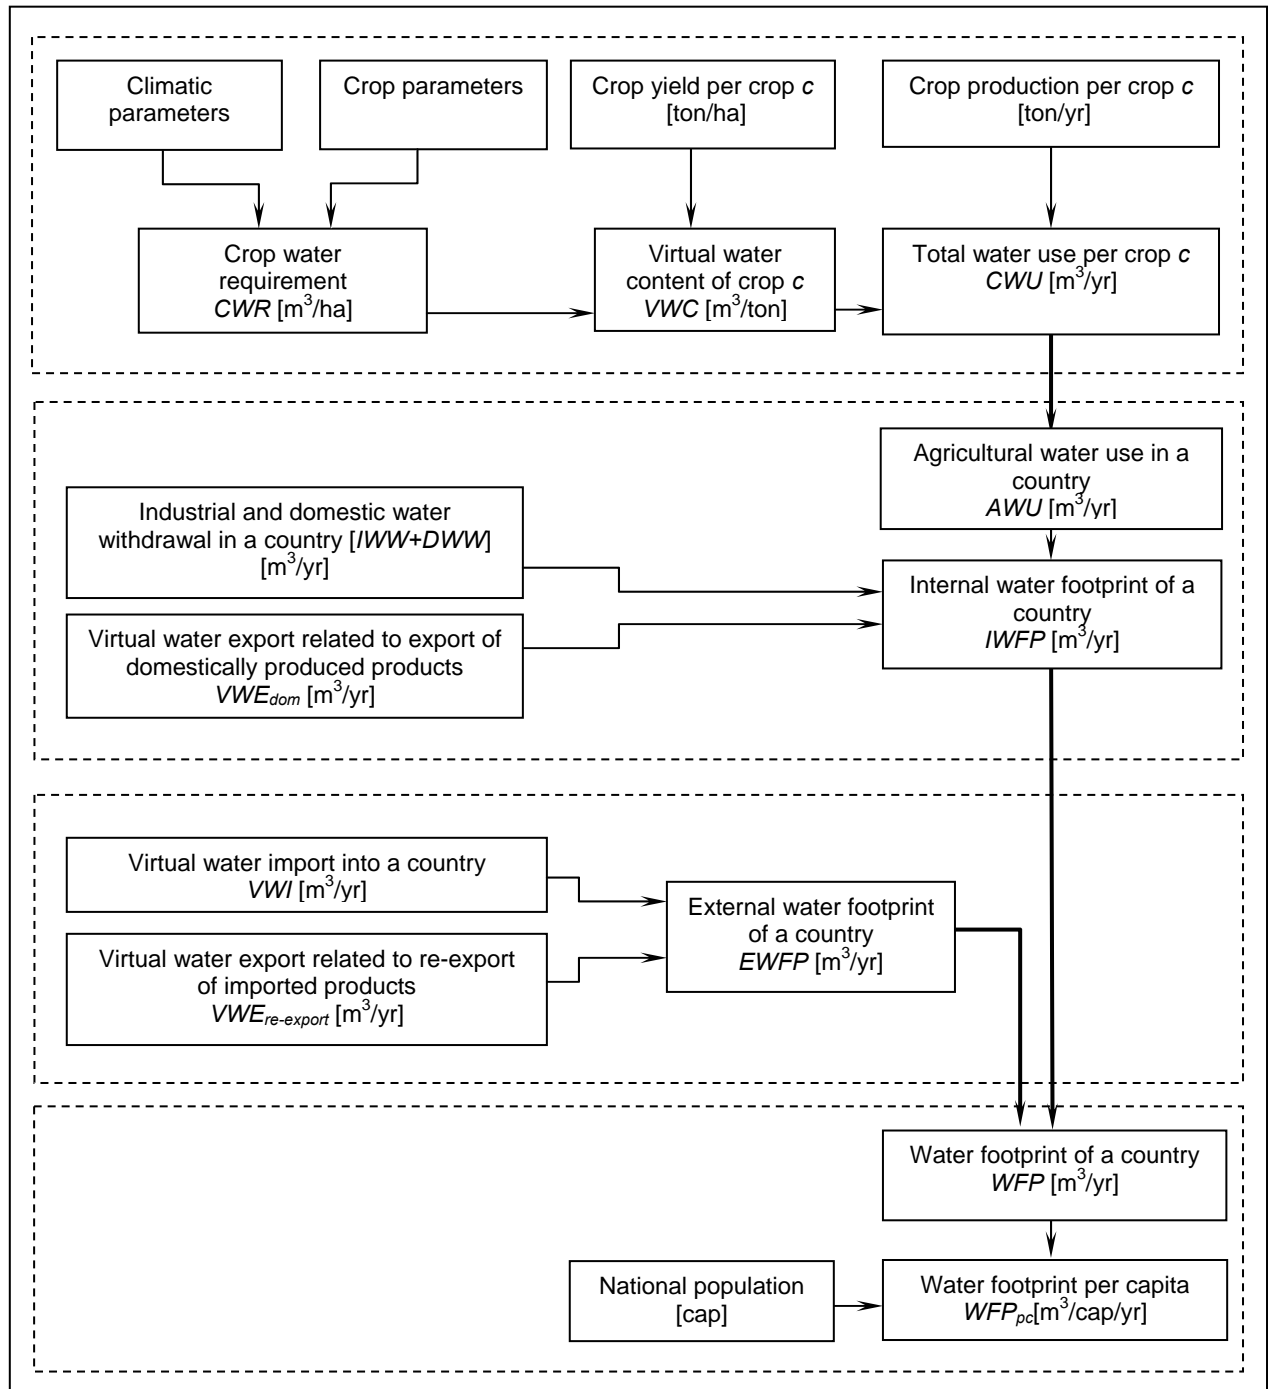 Climatic
parameters
Crop parameters
Crop yield per crop c
[ton/ha]
Crop production per crop c
[ton/yr]
Crop water
requirement
CWR [m³/ha]
Virtual water
content of crop c
VWC [m³/ton]
Total water use per crop c
CWU [m³/yr]
Agricultural water use in a
country
AWU [m³/yr]
Industrial and domestic water
withdrawal in a country [IWW+DWW]
[m³/yr]
Internal water footprint of a
country
IWFP [m³/yr]
Virtual water export related to export of
domestically produced products
VWEdom [m³/yr]
Virtual water import into a country
VWI [m³/yr]
External water footprint
of a country
EWFP [m³/yr]
Virtual water export related to re-export
of imported products
VWEre-export [m³/yr]
Water footprint of a country
WFP [m³/yr]
National population
[cap]
Water footprint per capita
WFPpc[m³/cap/yr]